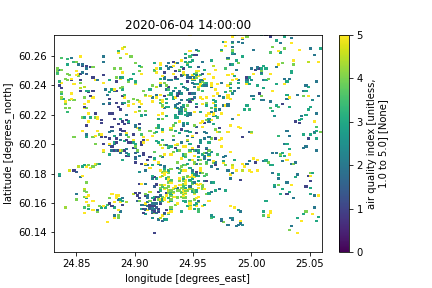 2020-06-04 14:00:00
60.26
60.24
60.22
60.20
60.18
60.16
60.14
latitude [degrees_north]
24.85 24.90 24.95 25.00 25.05
longitude [degrees_east]
5
4
3
2
1
0
air quality index [unitless,
1.0 to 5.0] [None]